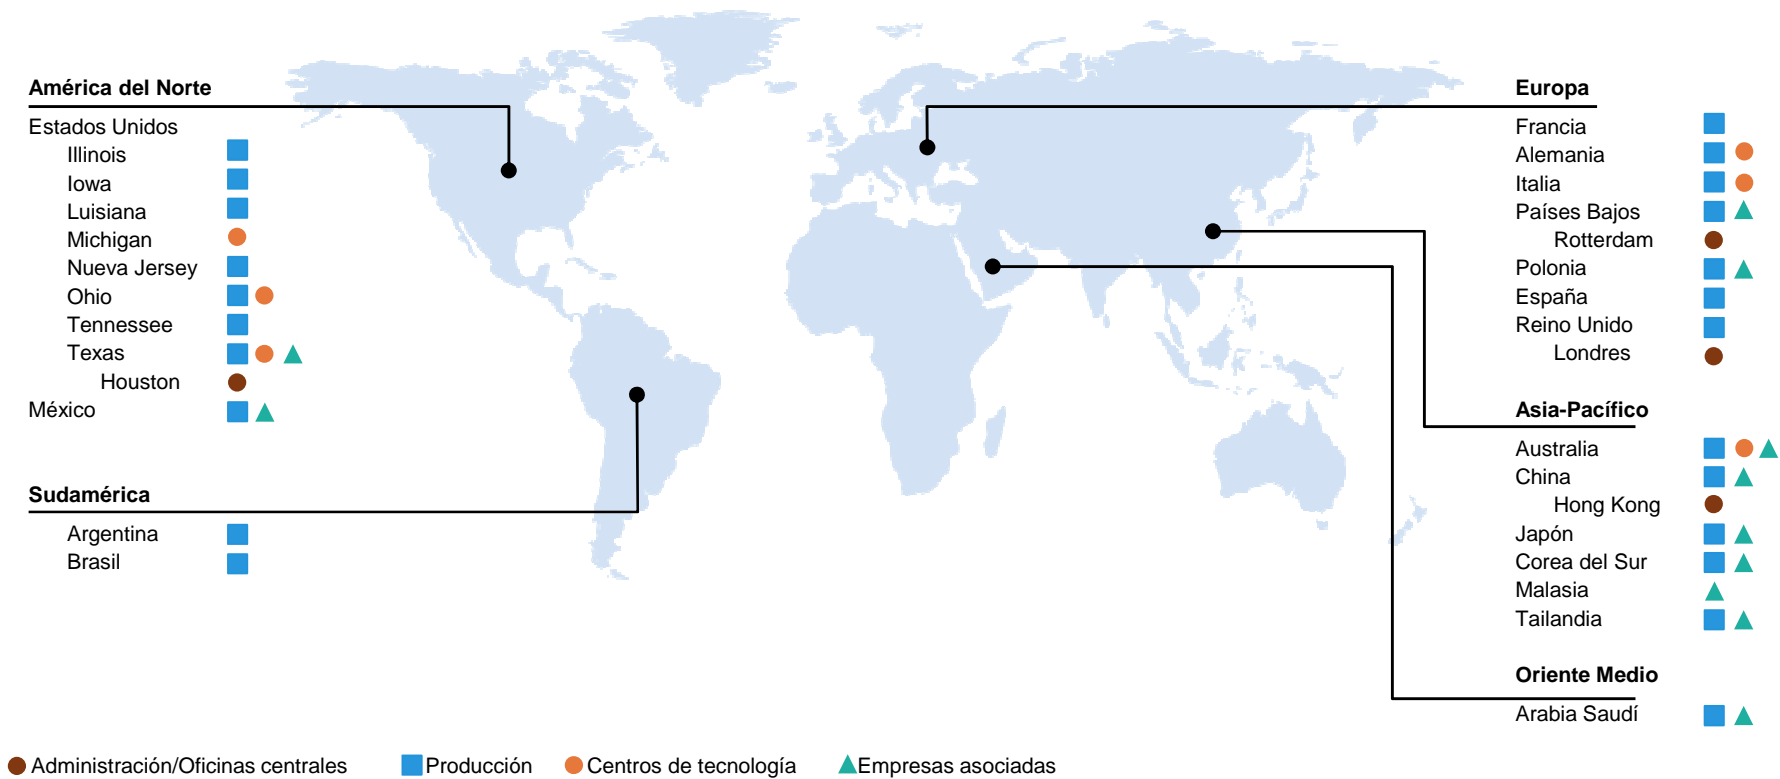 América del Norte
Estados Unidos
Illinois
Iowa
Luisiana
Michigan
Nueva Jersey
Ohio
Tennessee
Texas
Houston
México
Sudamérica
Argentina
Brasil
Europa
Francia
Alemania
Italia
Países Bajos
Rotterdam
Polonia
España
Reino Unido
Londres
Asia-Pacífico
Australia
China
Hong Kong
Japón
Corea del Sur
Malasia
Tailandia
Oriente Medio
Arabia Saudí
Administración/Oficinas centrales Producción Centros de tecnología Empresas asociadas